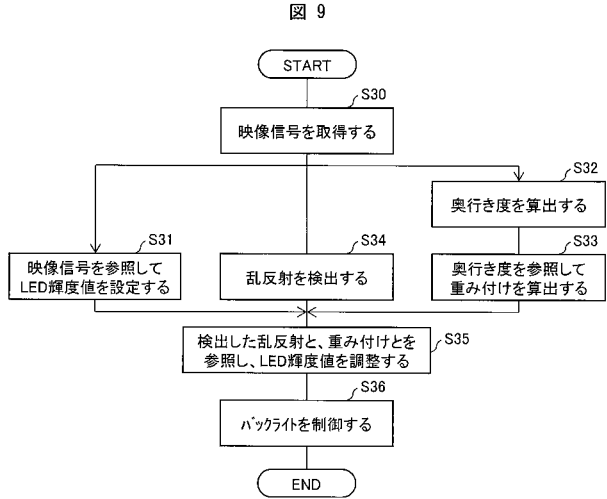 図 9
START
S30
映像信号を取得する
S32
奥行き度を算出する
S31
映像信号を参照して
LED輝度値を設定する
S34
乱反射を検出する
S33
奥行き度を参照して
重み付けを算出する
S35
検出した乱反射と、重み付けとを
参照し、LED輝度値を調整する
S36
バックライトを制御する
END